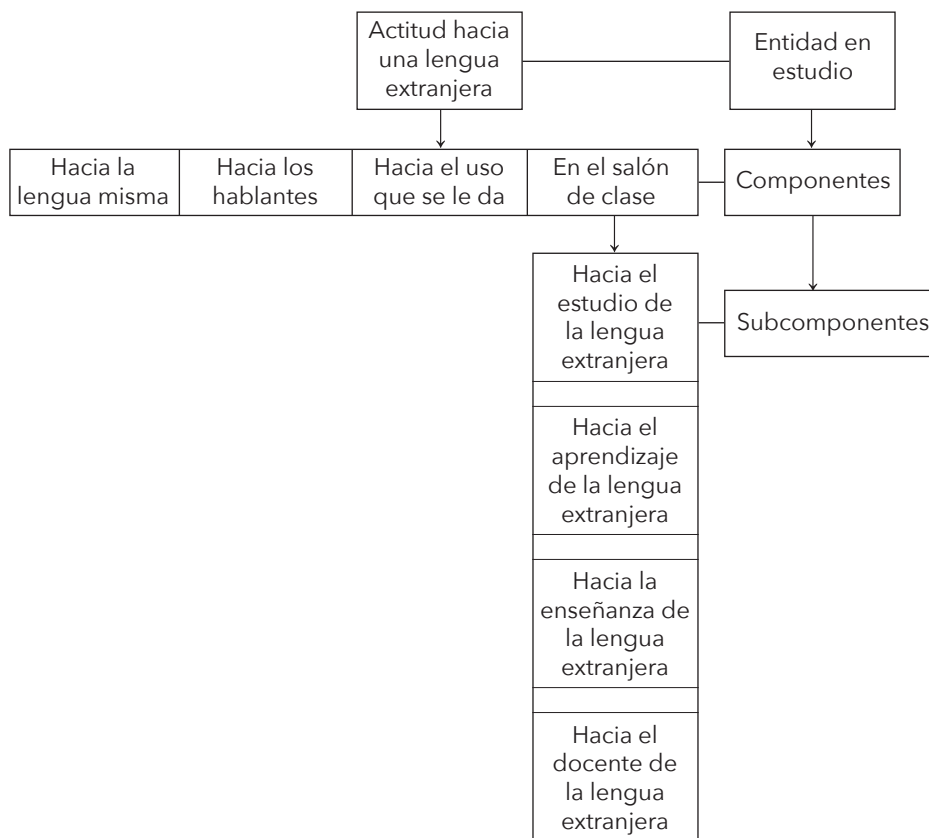 Actitud hacia
una lengua
extranjera
Entidad en
estudio
Hacia la
lengua misma
Hacia los
hablantes
Hacia el uso
que se le da
En el salón
de clase
Componentes
Hacia el
estudio de
la lengua
extranjera
Subcomponentes
Hacia el
aprendizaje
de la lengua
extranjera
Hacia la
enseñanza de
la lengua
extranjera
Hacia el
docente de
la lengua
extranjera